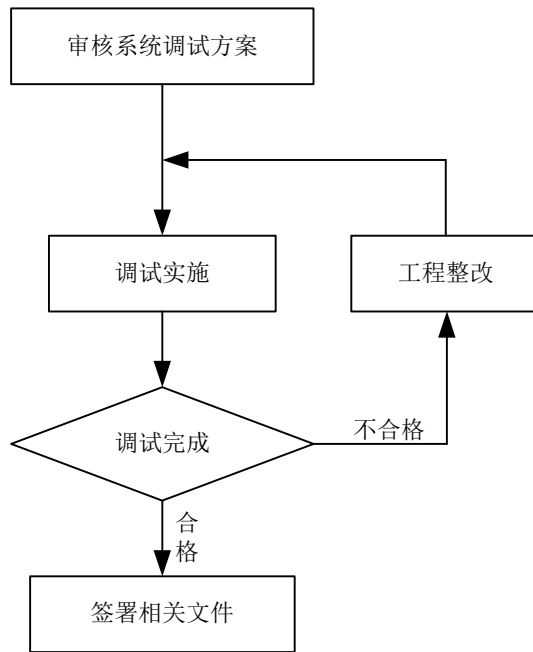 审核系统调试方案
调试实施
工程整改
调试完成
不合格
合
格
签署相关文件